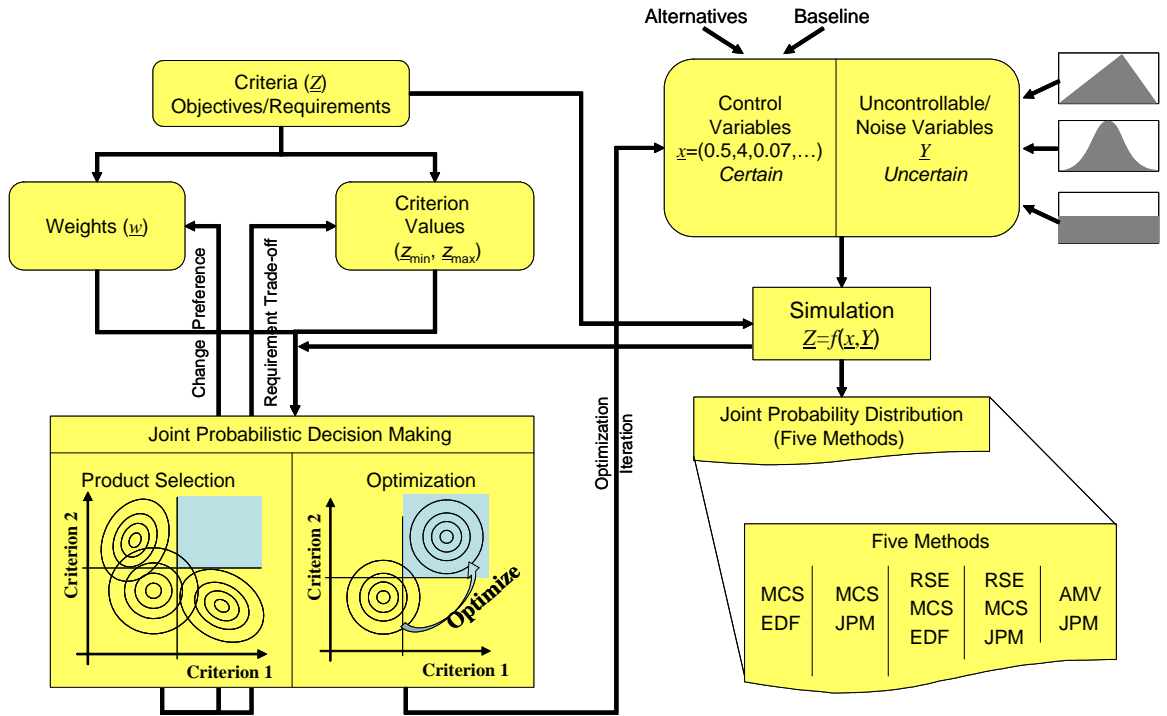 Alternatives
Baseline
Criteria (Z)
Objectives/Requirements
Control
Variables
x=(0.5,4,0.07,…)
Certain
Uncontrollable/
Noise Variables
Y
Uncertain
Weights (w)
Criterion
Values
(zmin, zmax)
Change Preference
Requirement Trade-off
Simulation
Z=f(x,Y)
Optimization
Iteration
Joint Probability Distribution
(Five Methods)
Joint Probabilistic Decision Making
Product Selection
Criterion 2
Criterion 1
Optimization
Criterion 2
Optimize
Criterion 1
Five Methods
MCS
EDF
MCS
JPM
RSE
MCS
EDF
RSE
MCS
JPM
AMV
JPM